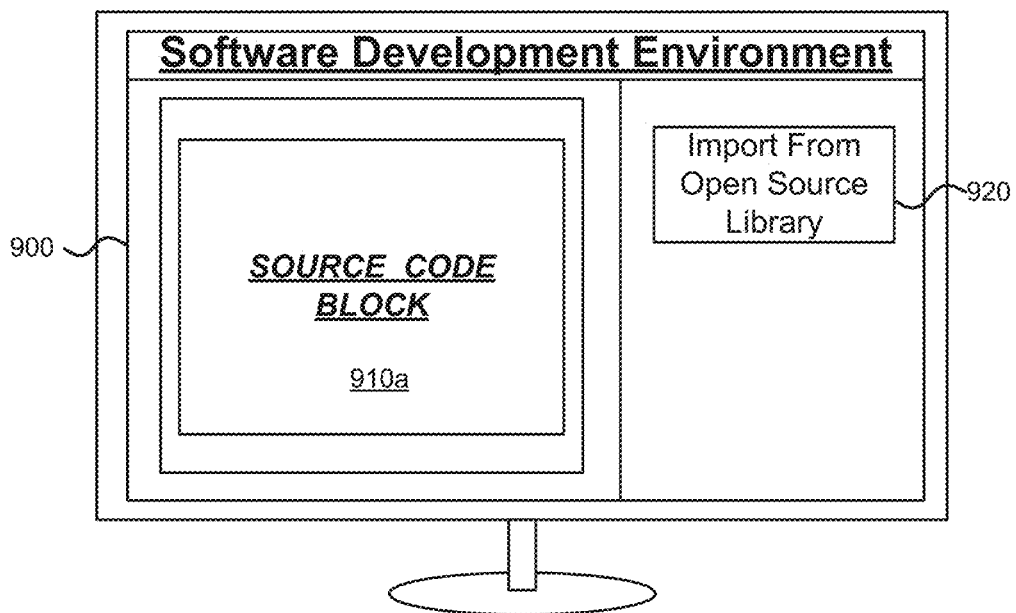 Software Development Environment
Import From
Open Source
Library
920
900
SOURCE CODE
BLOCK
910a